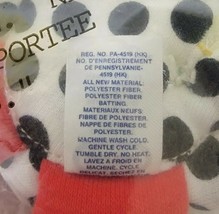 PORTEE
REG. NO. PA-4519 (HK)
NO. D'ENREGISTREMENT
DE PENNSYLVANIE-
4519 (HK)
ALL NEW MATERIAL
POLYESTER FIBER,
POLYESTER FIBER
BATTING.
MATERIAUX NEUFS.
FIBRE DE POLYESTER.
NAPPE DE FIBRES DE
POLYESTER.
MACHINE WASH COLD,
GENTLE CYCLE.
TUMBLE DRY, NO HEAT.
LAVEZ A FROID EN
MACHINE, CYCLE
DELICAT.